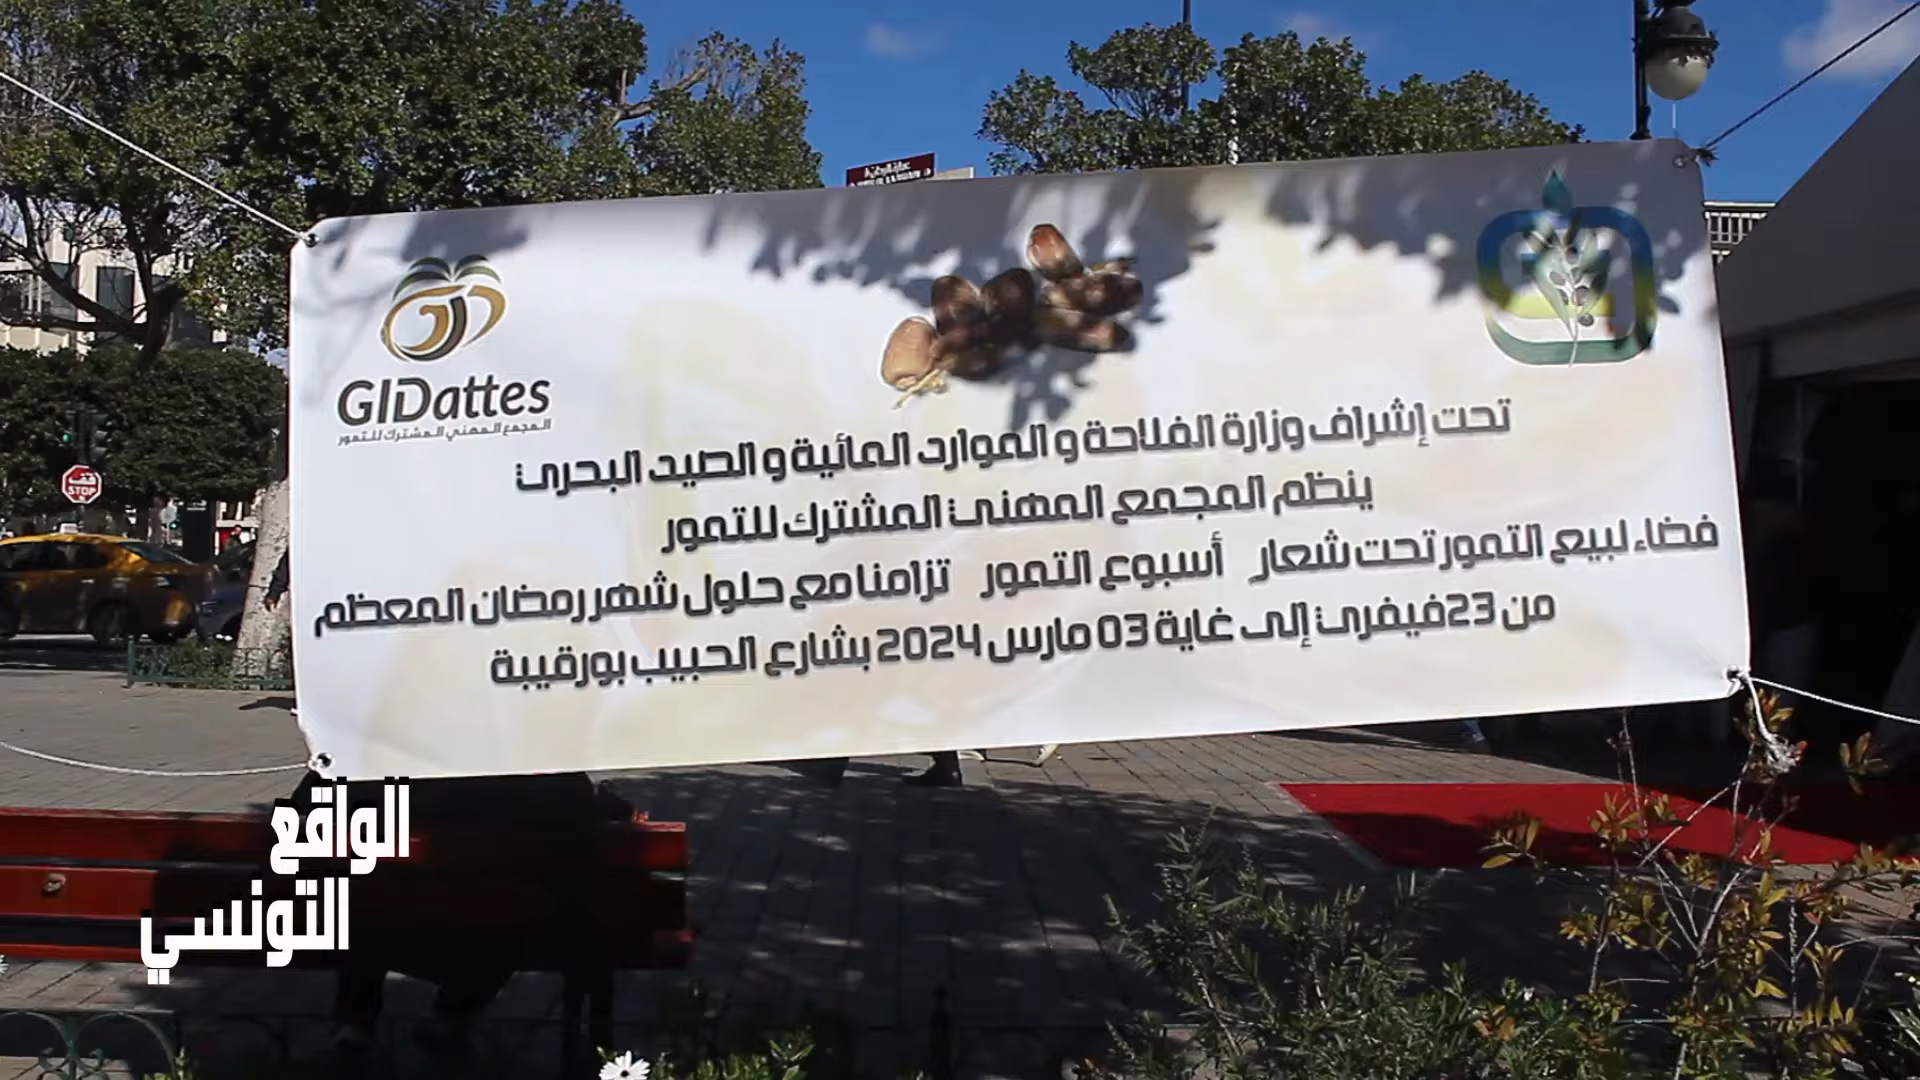 GIDattes
المجمع المهني المشترك للتمور
تحت إشراف وزارة الفلاحة و الموارد المائية و الصيد البحري
ينظم المجمع المهني المشترك للتمور
فضاء لبيع التمور تحت شعار أسبوع التمور تزامنا مع حلول شهر رمضان المعظم
من 23فيفري إلى غاية 03 مارس 2024 بشارع الحبيب بورقيبة
قف
STOP
الواقع
التونسي